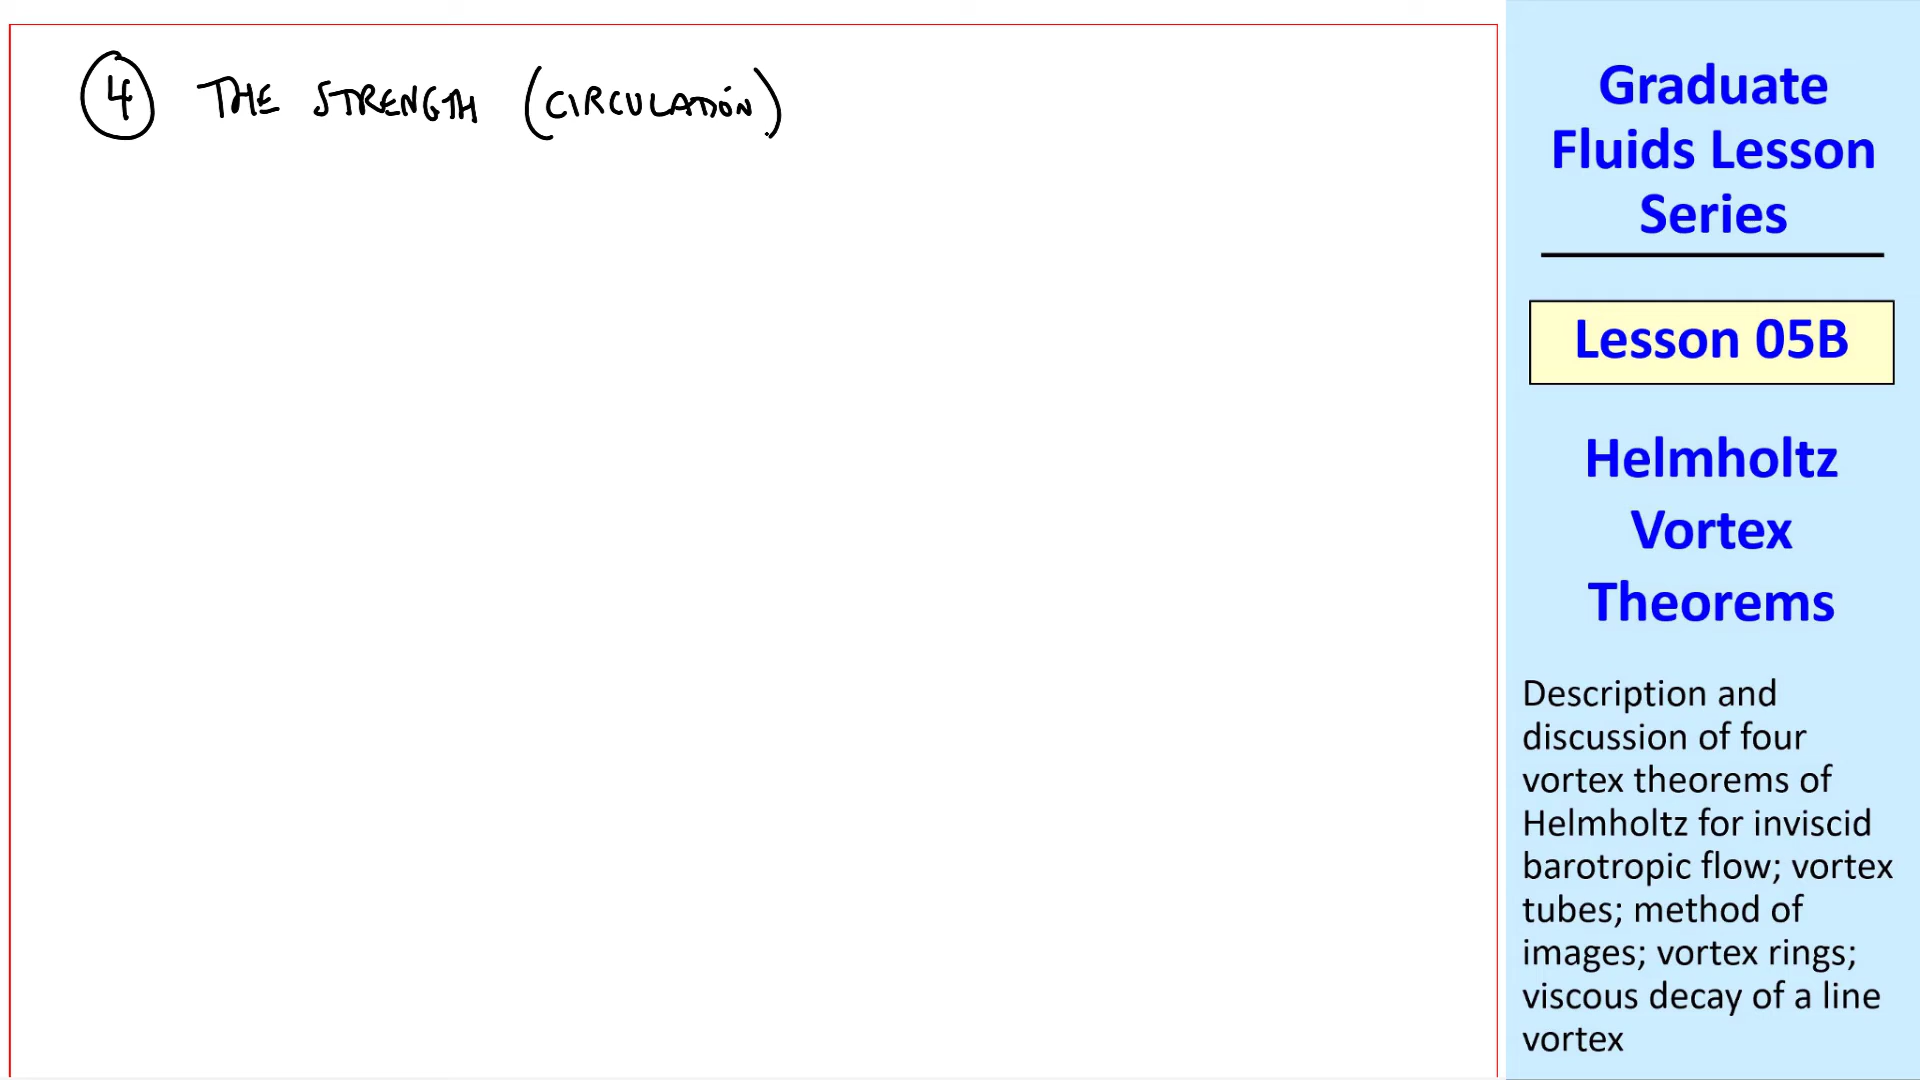 ④ THE STRENGTH (CIRCULATION)
Graduate
Fluids Lesson
Series
Lesson 05B
Helmholtz
Vortex
Theorems
Description and
discussion of four
vortex theorems of
Helmholtz for inviscid
barotropic flow; vortex
tubes; method of
images; vortex rings;
viscous decay of a line
vortex